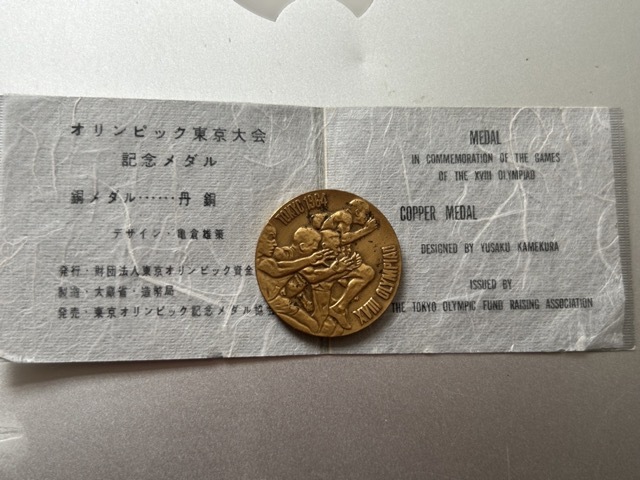 オリンピック東京大会
記念メダル
銅メダル……丹銅
デザイン・亀倉雄策
発行・財団法人東京オリンピック資金
製造・大蔵省・造幣局
発売・東京オリンピック記念メダル協
MEDAL
IN COMMEMORATION OF THE GAMES
OF THE XVIII OLYMPIAD
COPPER MEDAL
DESIGNED BY YUSAKU KAMEKURA
ISSUED BY
THE TOKYO OLYMPIC FUND RAISING ASSOCIATION
TOKYO 1964
XVIII OLYMPIAD